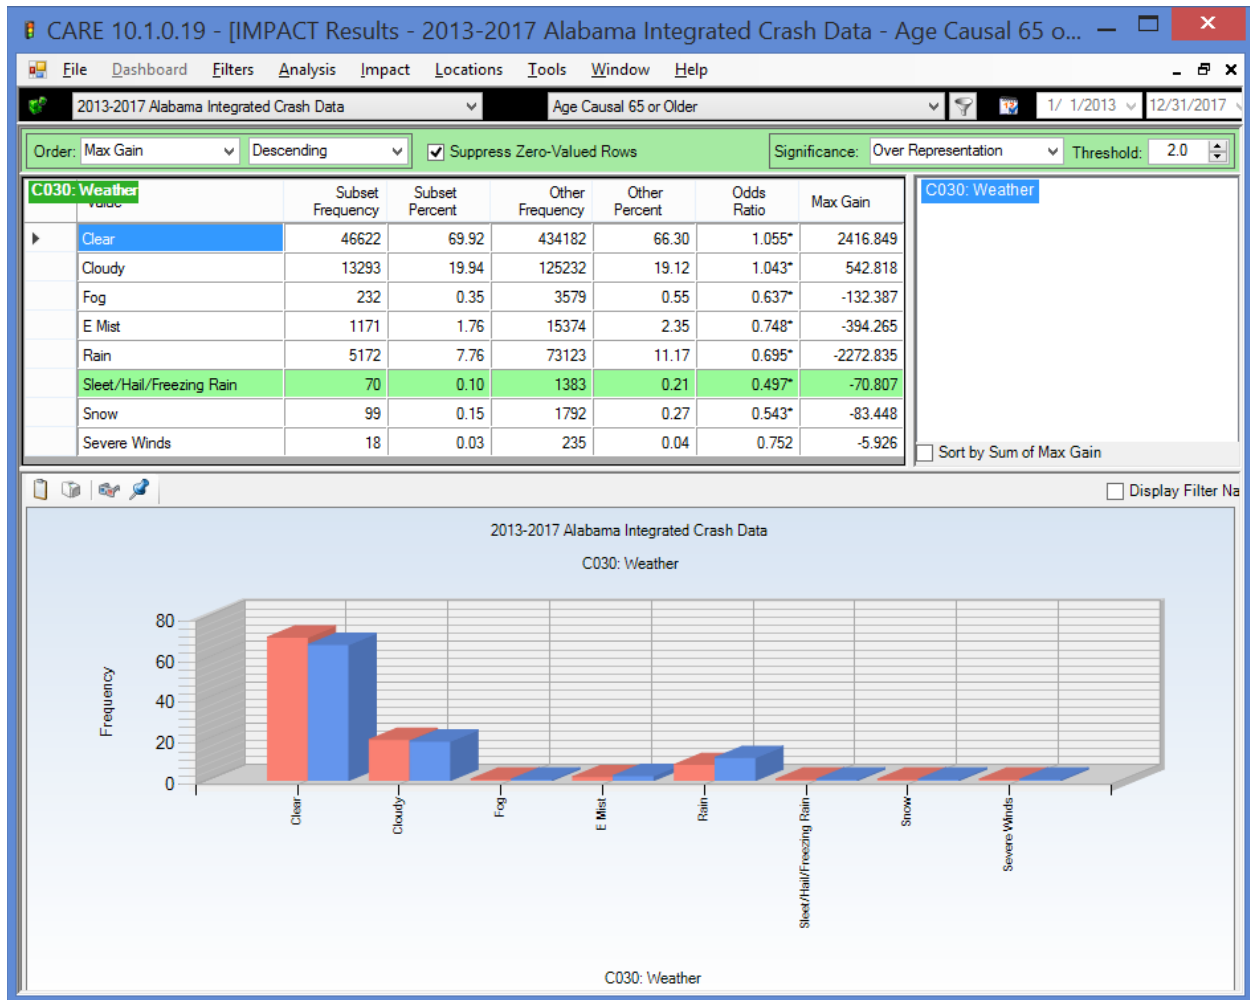 CARE 10.1.0.19 - [IMPACT Results - 2013-2017 Alabama Integrated Crash Data - Age Causal 65 o...
File Dashboard Filters Analysis Impact Locations Tools Window Help
2013-2017 Alabama Integrated Crash Data Age Causal 65 or Older 1/ 1/2013 12/31/2017
Order: Max Gain Descending Suppress Zero-Valued Rows Significance: Over Representation Threshold: 2.0
C030: Weather
Value Subset Frequency Subset Percent Other Frequency Other Percent Odds Ratio Max Gain
Clear 46622 69.92 434182 66.30 1.055* 2416.849
Cloudy 13293 19.94 125232 19.12 1.043* 542.818
Fog 232 0.35 3579 0.55 0.637* -132.387
E Mist 1171 1.76 15374 2.35 0.748* -394.265
Rain 5172 7.76 73123 11.17 0.695* -2272.835
Sleet/Hail/Freezing Rain 70 0.10 1383 0.21 0.497* -70.807
Snow 99 0.15 1792 0.27 0.543* -83.448
Severe Winds 18 0.03 235 0.04 0.752 -5.926
C030: Weather
Sort by Sum of Max Gain
Display Filter Na
2013-2017 Alabama Integrated Crash Data
C030: Weather
Frequency
80
60
40
20
0
Clear
Cloudy
Fog
E Mist
Rain
Sleet/Hail/Freezing Rain
Snow
Severe Winds
C030: Weather